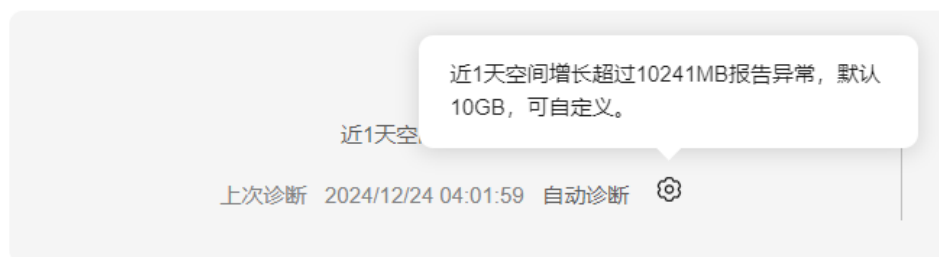 近1天空间增长超过10241MB报告异常，默认
10GB，可自定义。
近1天空
上次诊断 2024/12/24 04:01:59 自动诊断